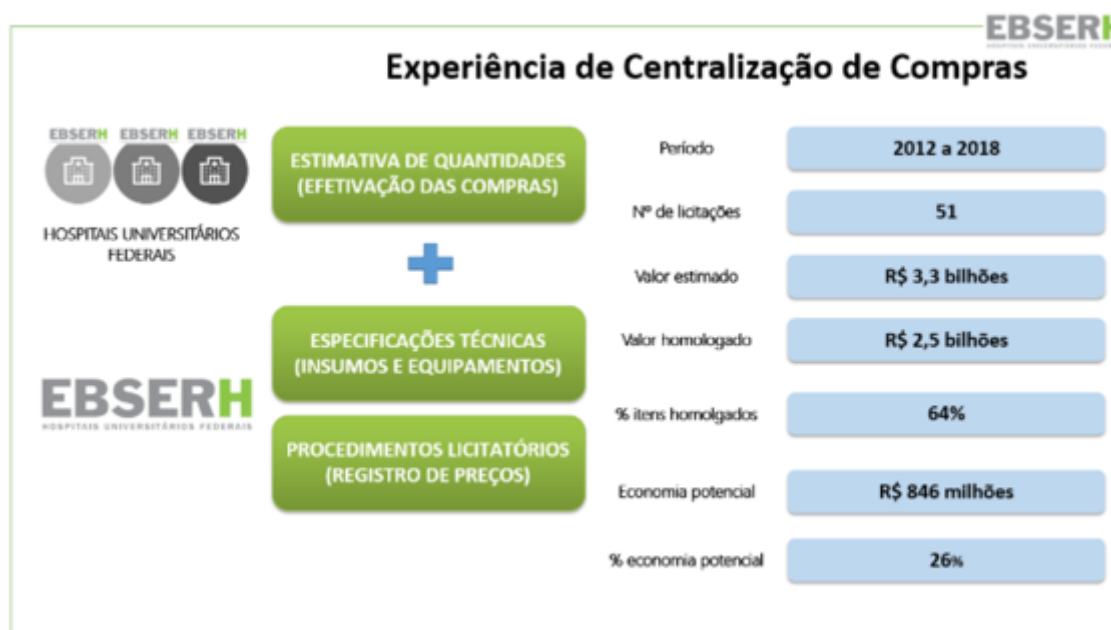 EBSERH
HOSPITAIS UNIVERSITÁRIOS FEDERAIS
Experiência de Centralização de Compras
EBSERH EBSERH EBSERH
HOSPITAIS UNIVERSITÁRIOS
FEDERAIS
ESTIMATIVA DE QUANTIDADES
(EFETIVAÇÃO DAS COMPRAS)
EBSERH
HOSPITAIS UNIVERSITÁRIOS FEDERAIS
ESPECIFICAÇÕES TÉCNICAS
(INSUMOS E EQUIPAMENTOS)
PROCEDIMENTOS LICITATÓRIOS
(REGISTRO DE PREÇOS)
Período 2012 a 2018
Nº de licitações 51
Valor estimado R$ 3,3 bilhões
Valor homologado R$ 2,5 bilhões
% itens homolgados 64%
Economia potencial R$ 846 milhões
% economia potencial 26%